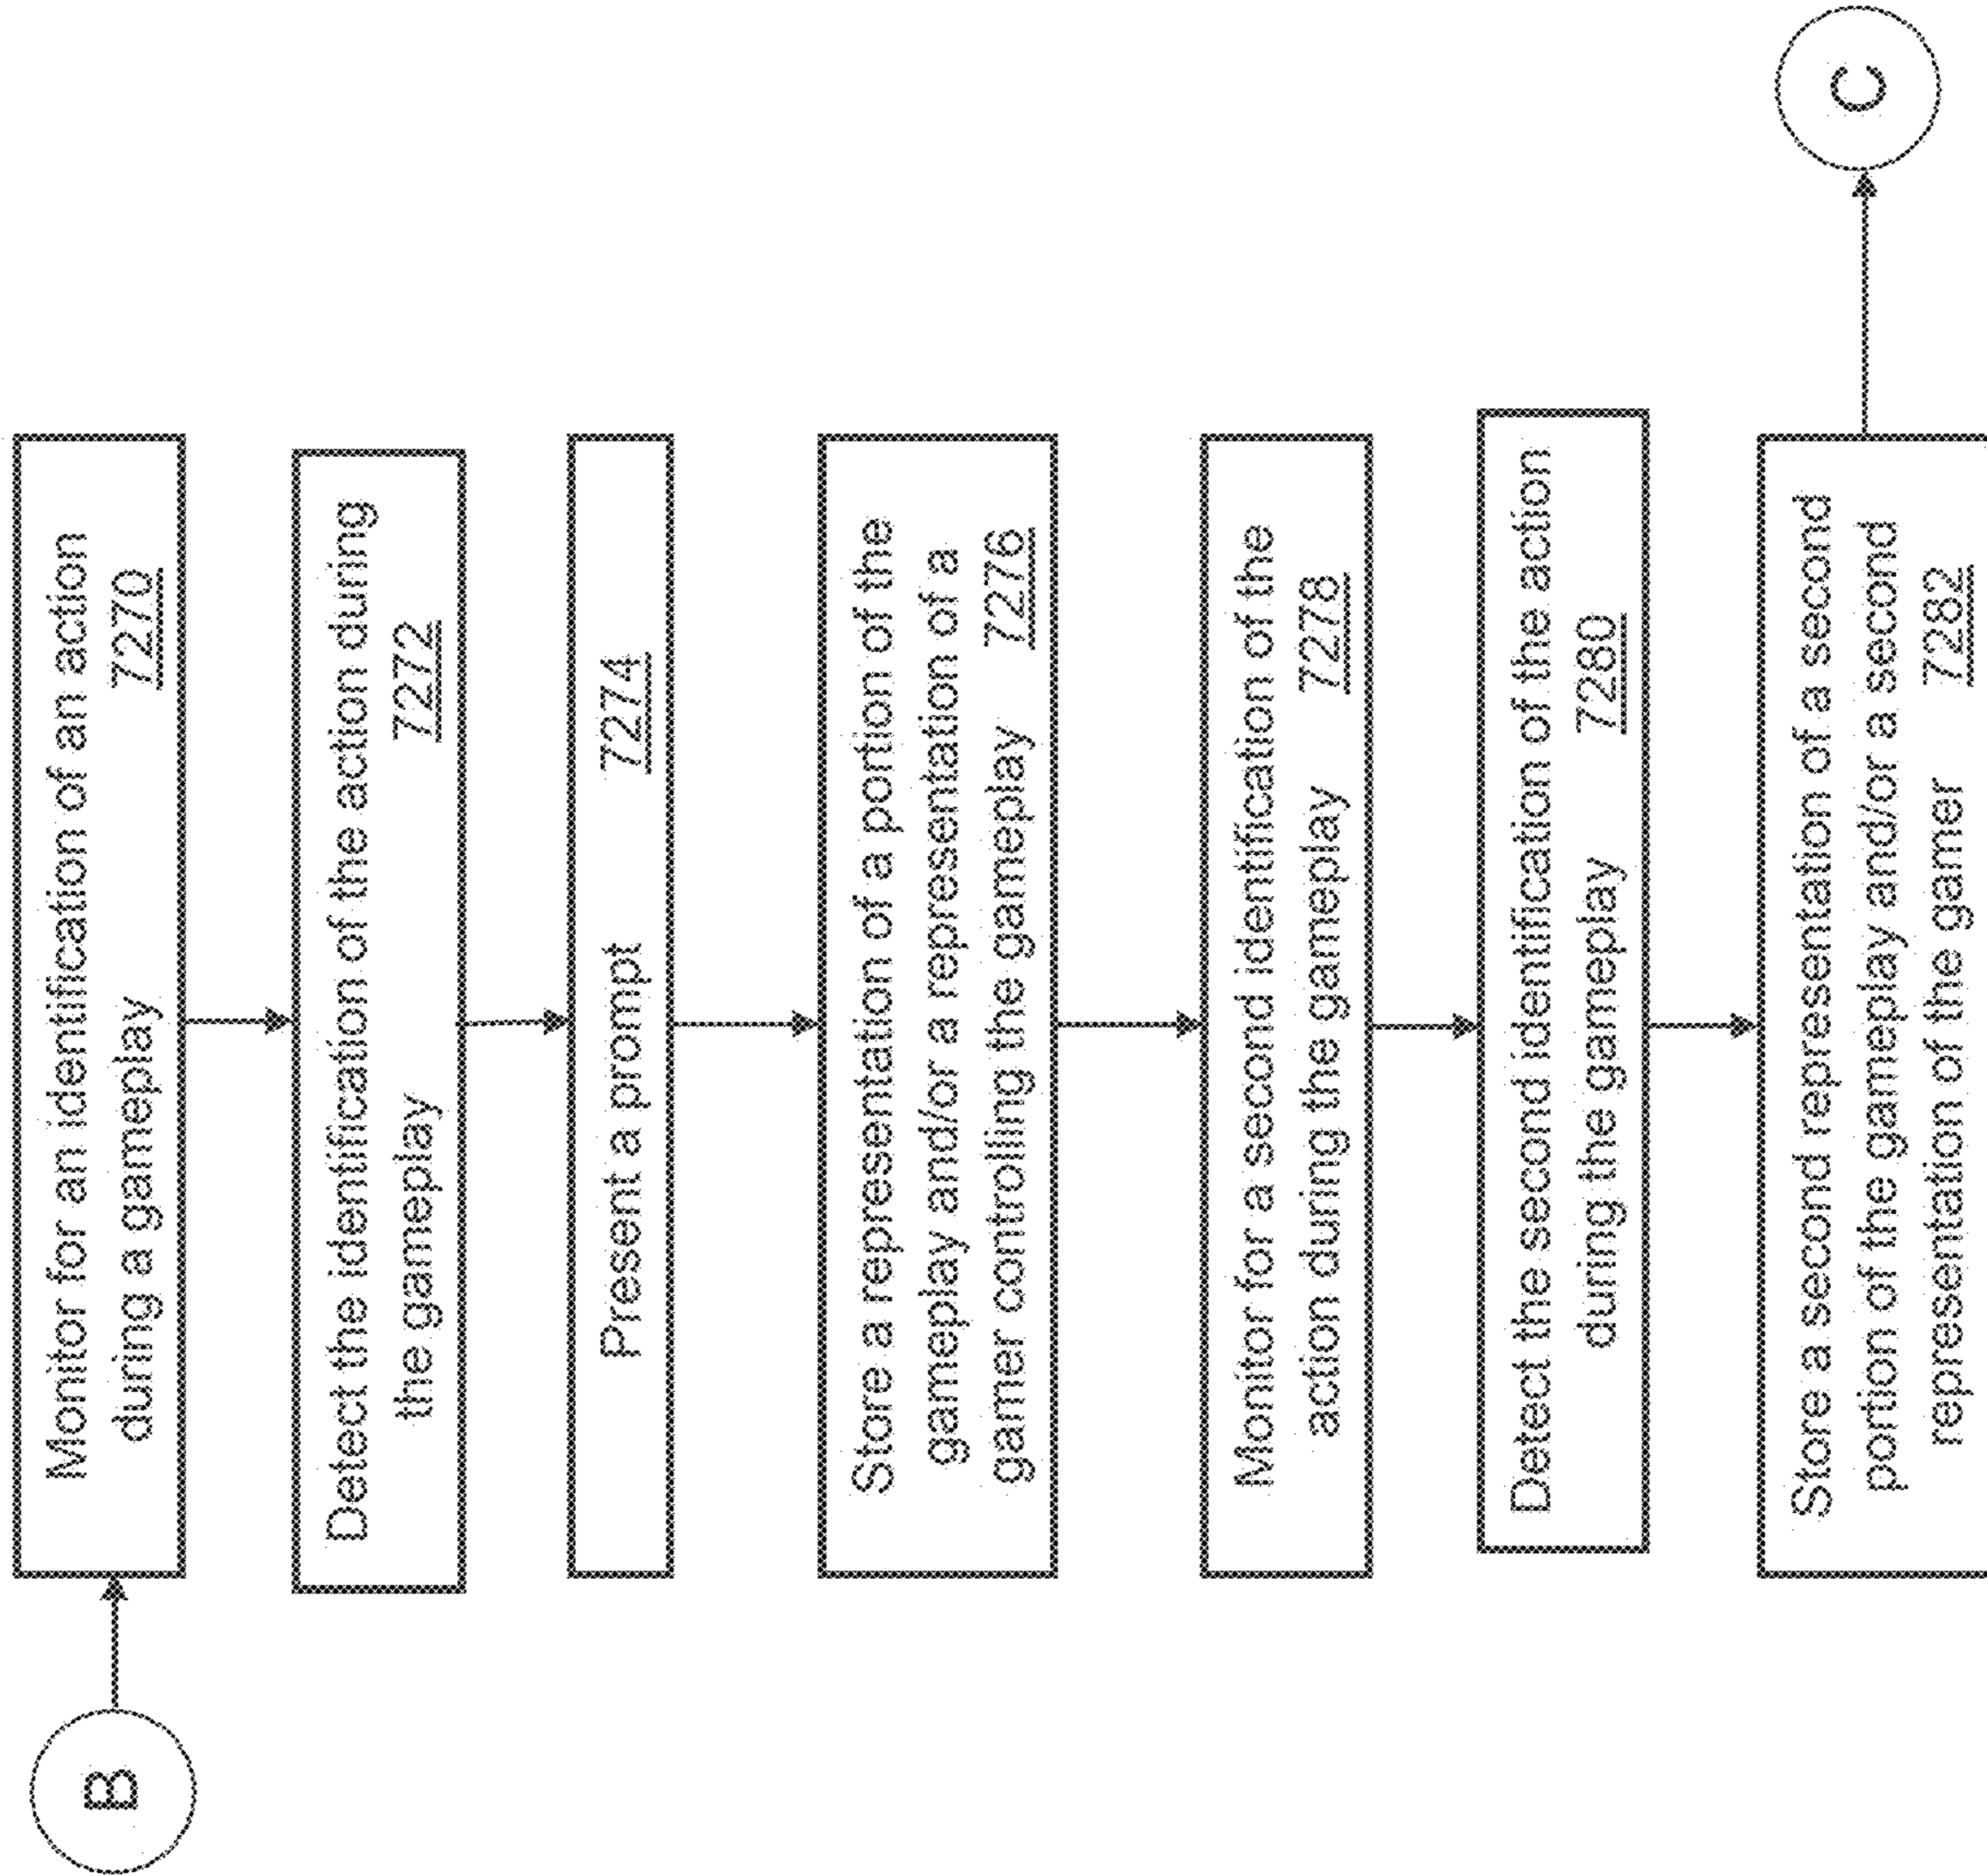 B
Monitor for an identification of an action
during a gameplay 7270
Detect the identification of the action during
the gameplay 7272
Present a prompt 7274
Store a representation of a portion of the
gameplay and/or a representation of a
gamer controlling the gameplay 7276
Monitor for a second identification of the
action during the gameplay 7278
Detect the second identification of the action
during the gameplay 7280
Store a second representation of a second
portion of the gameplay and/or a second
representation of the gamer 7282
C